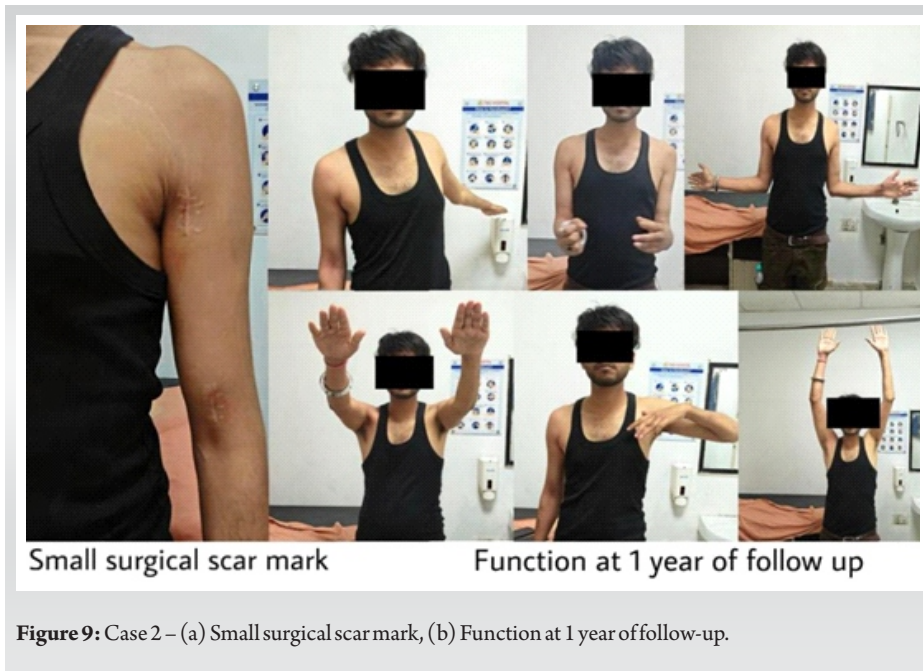 Small surgical scar mark
Function at 1 year of follow up
Figure 9: Case 2 – (a) Small surgical scar mark, (b) Function at 1 year of follow-up.